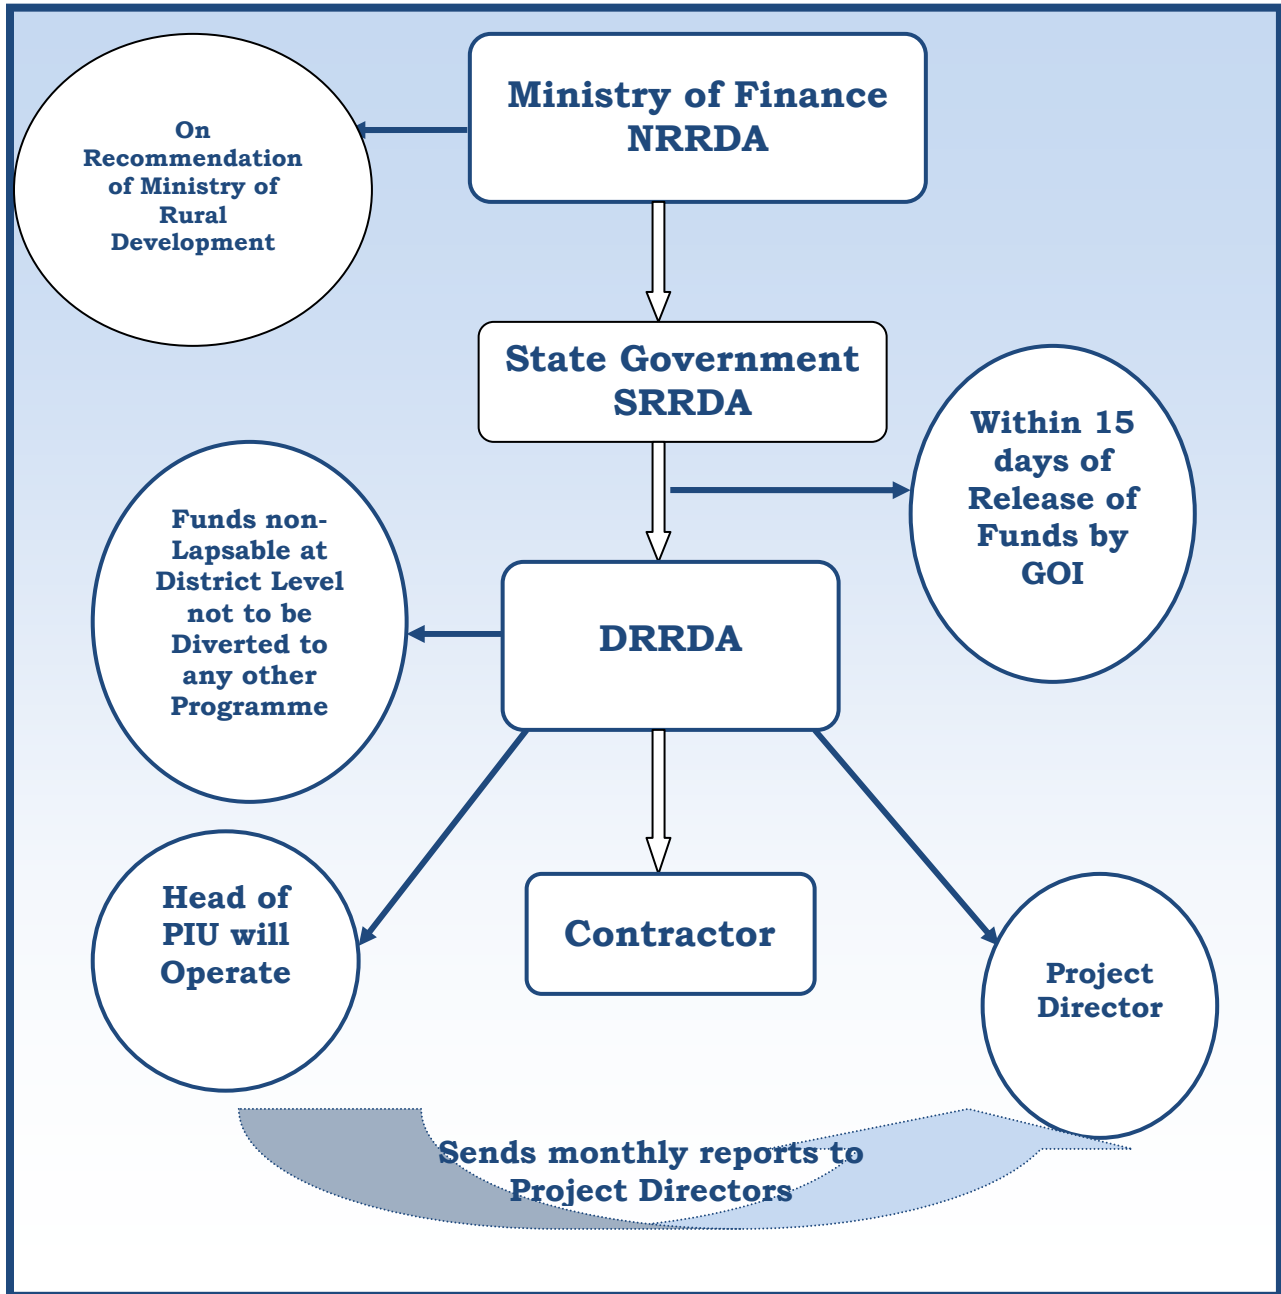 Ministry of Finance
NRRDA
On
Recommendation
of Ministry of
Rural
Development
State Government
SRRDA
Within 15
days of
Release of
Funds by
GOI
Funds non-
Lapsable at
District Level
not to be
Diverted to
any other
Programme
DRRDA
Head of
PIU will
Operate
Contractor
Project
Director
Sends monthly reports to
Project Directors